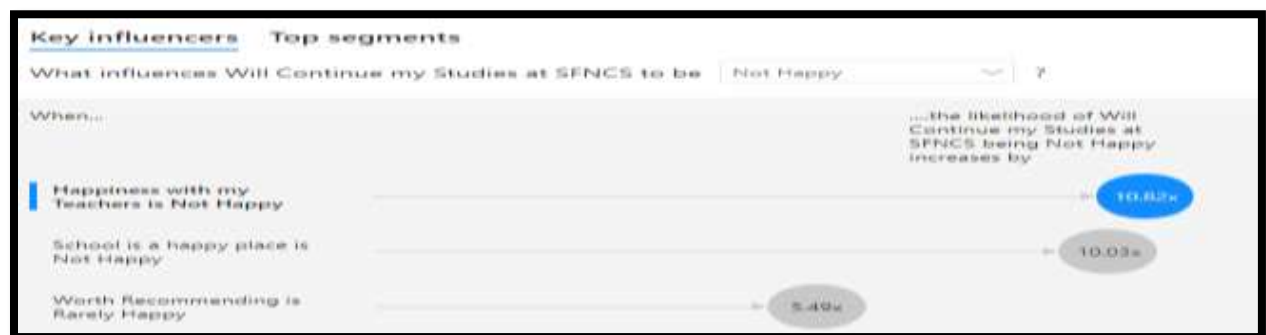 Key influencers Top segments
What influences Will Continue my Studies at SFNCS to be Not Happy ?
When...
....the likelihood of Will
Continue my Studies at
SFNCS being Not Happy
increases by
Happiness with my
Teachers is Not Happy
10.82x
School is a happy place is
Not Happy
10.03x
Worth Recommending is
Rarely Happy
5.49x